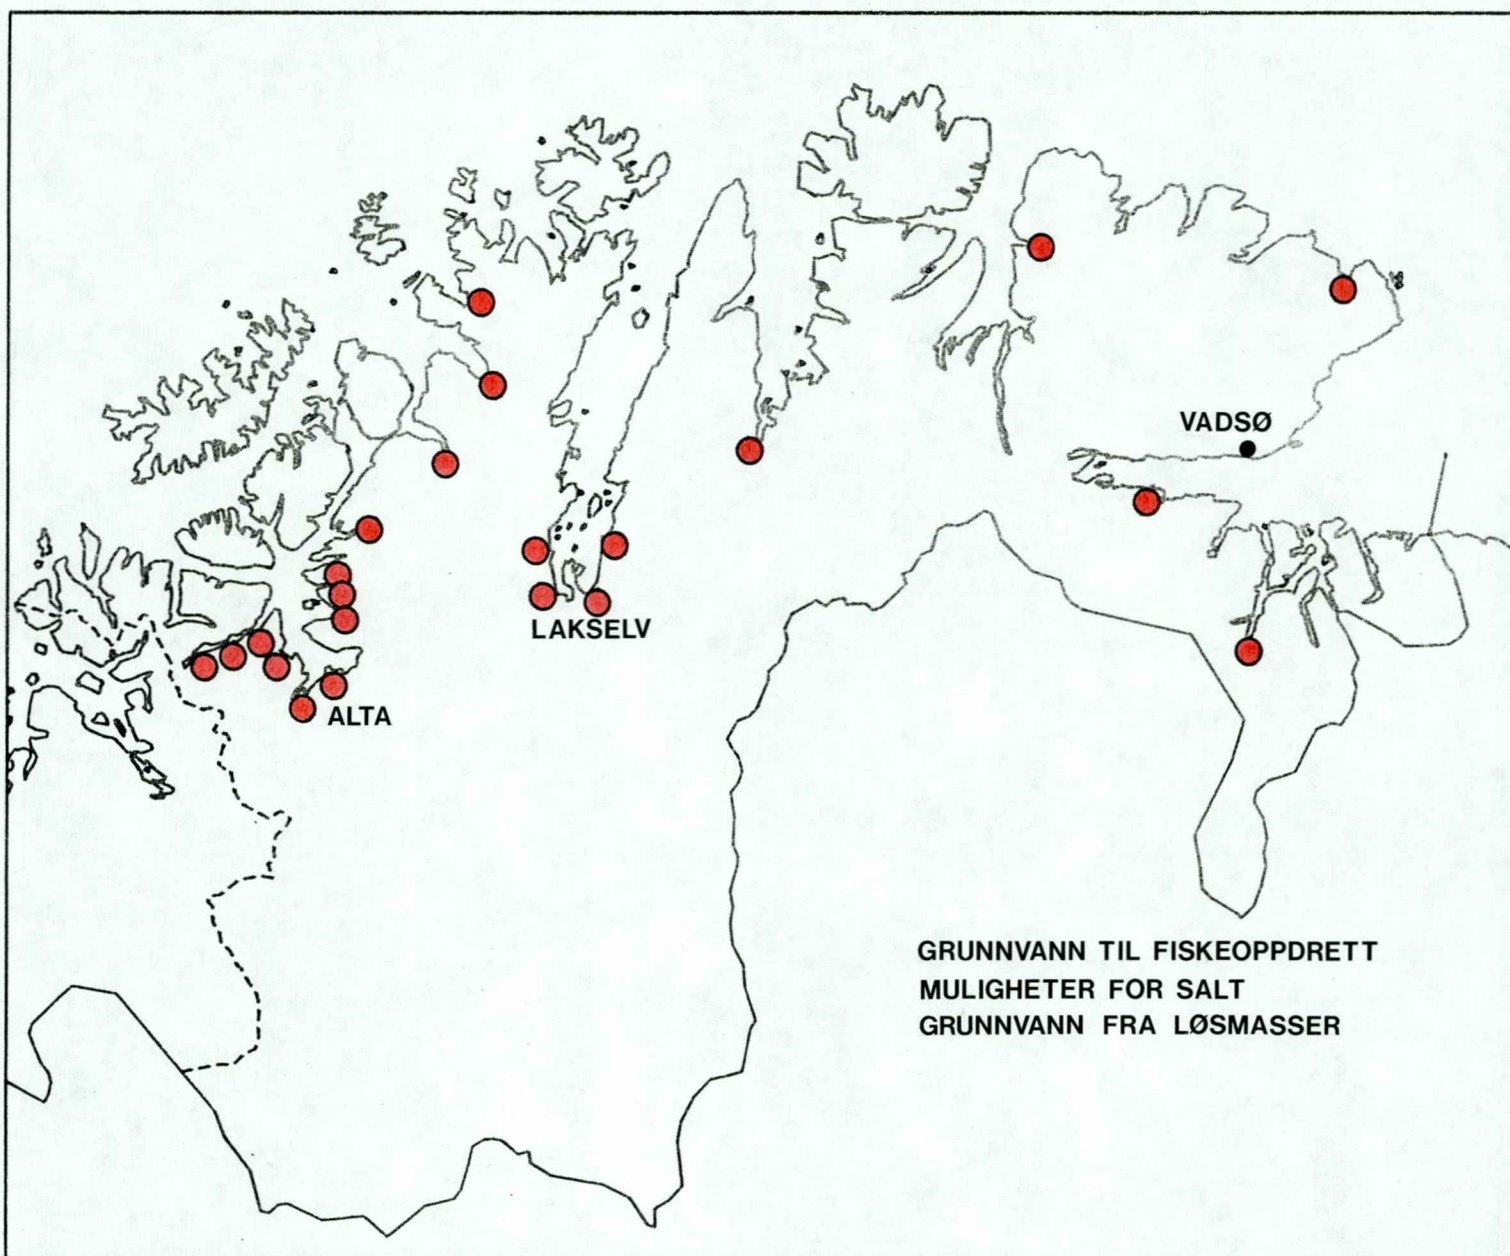 VADSØ
LAKSELV
ALTA
GRUNNVANN TIL FISKEOPPDRETT
MULIGHETER FOR SALT
GRUNNVANN FRA LØSMASSER